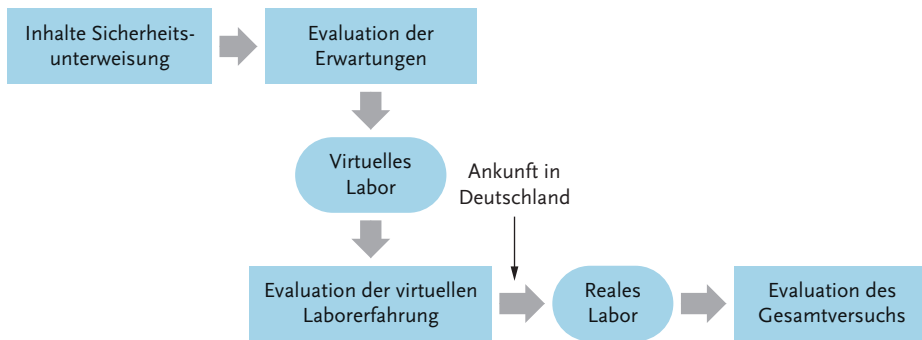 Inhalte Sicherheits-
unterweisung
Evaluation der
Erwartungen
Virtuelles
Labor
Ankunft in
Deutschland
Evaluation der virtuellen
Laborerfahrung
Reales
Labor
Evaluation des
Gesamtversuchs